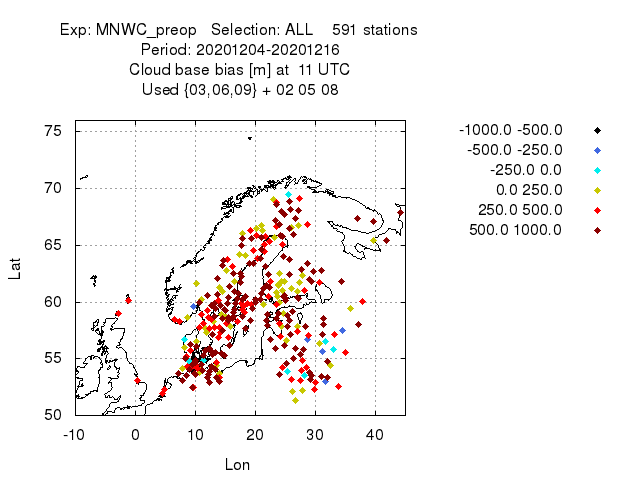 Exp: MNWC_preop Selection: ALL 591 stations
Period: 20201204-20201216
Cloud base bias [m] at 11 UTC
Used {03,06,09} + 02 05 08
-1000.0 -500.0
-500.0 -250.0
-250.0 0.0
0.0 250.0
250.0 500.0
500.0 1000.0
75
70
65
60
55
50
Lat
-10 0 10 20 30 40
Lon